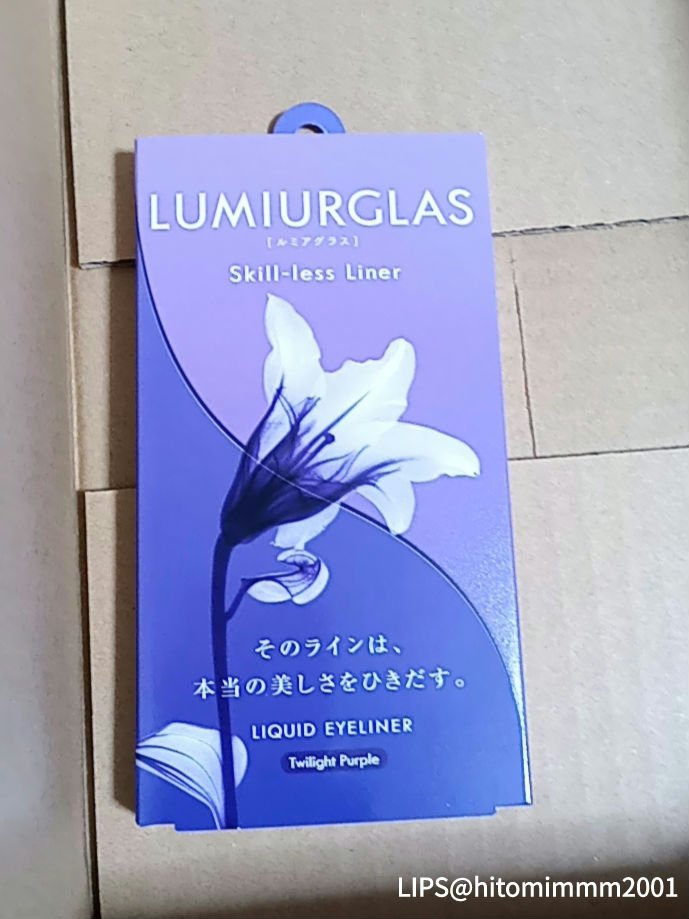 LUMIURGLAS
[ルミアグラス]
Skill-less Liner
そのラインは、
本当の美しさをひきだす。
LIQUID EYELINER
Twilight Purple
LIPS@hitomimmm2001